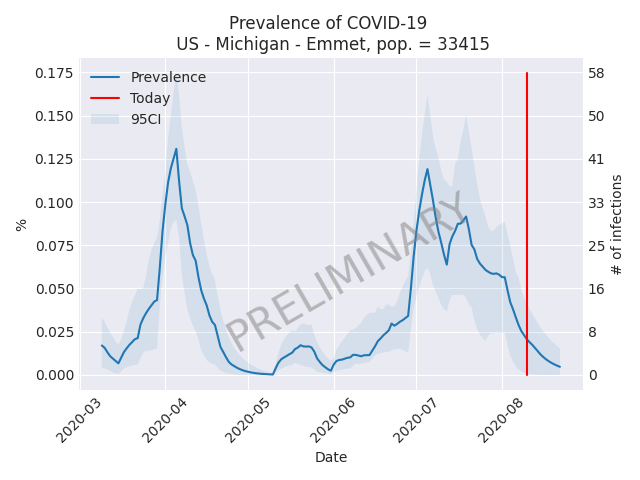 Prevalence of COVID-19
US - Michigan - Emmet, pop. = 33415
Prevalence
Today
95CI
PRELIMINARY
%
0.175
0.150
0.125
0.100
0.075
0.050
0.025
0.000
58
50
41
33
25
16
8
0
# of infections
2020-03
2020-04
2020-05
2020-06
2020-07
2020-08
Date